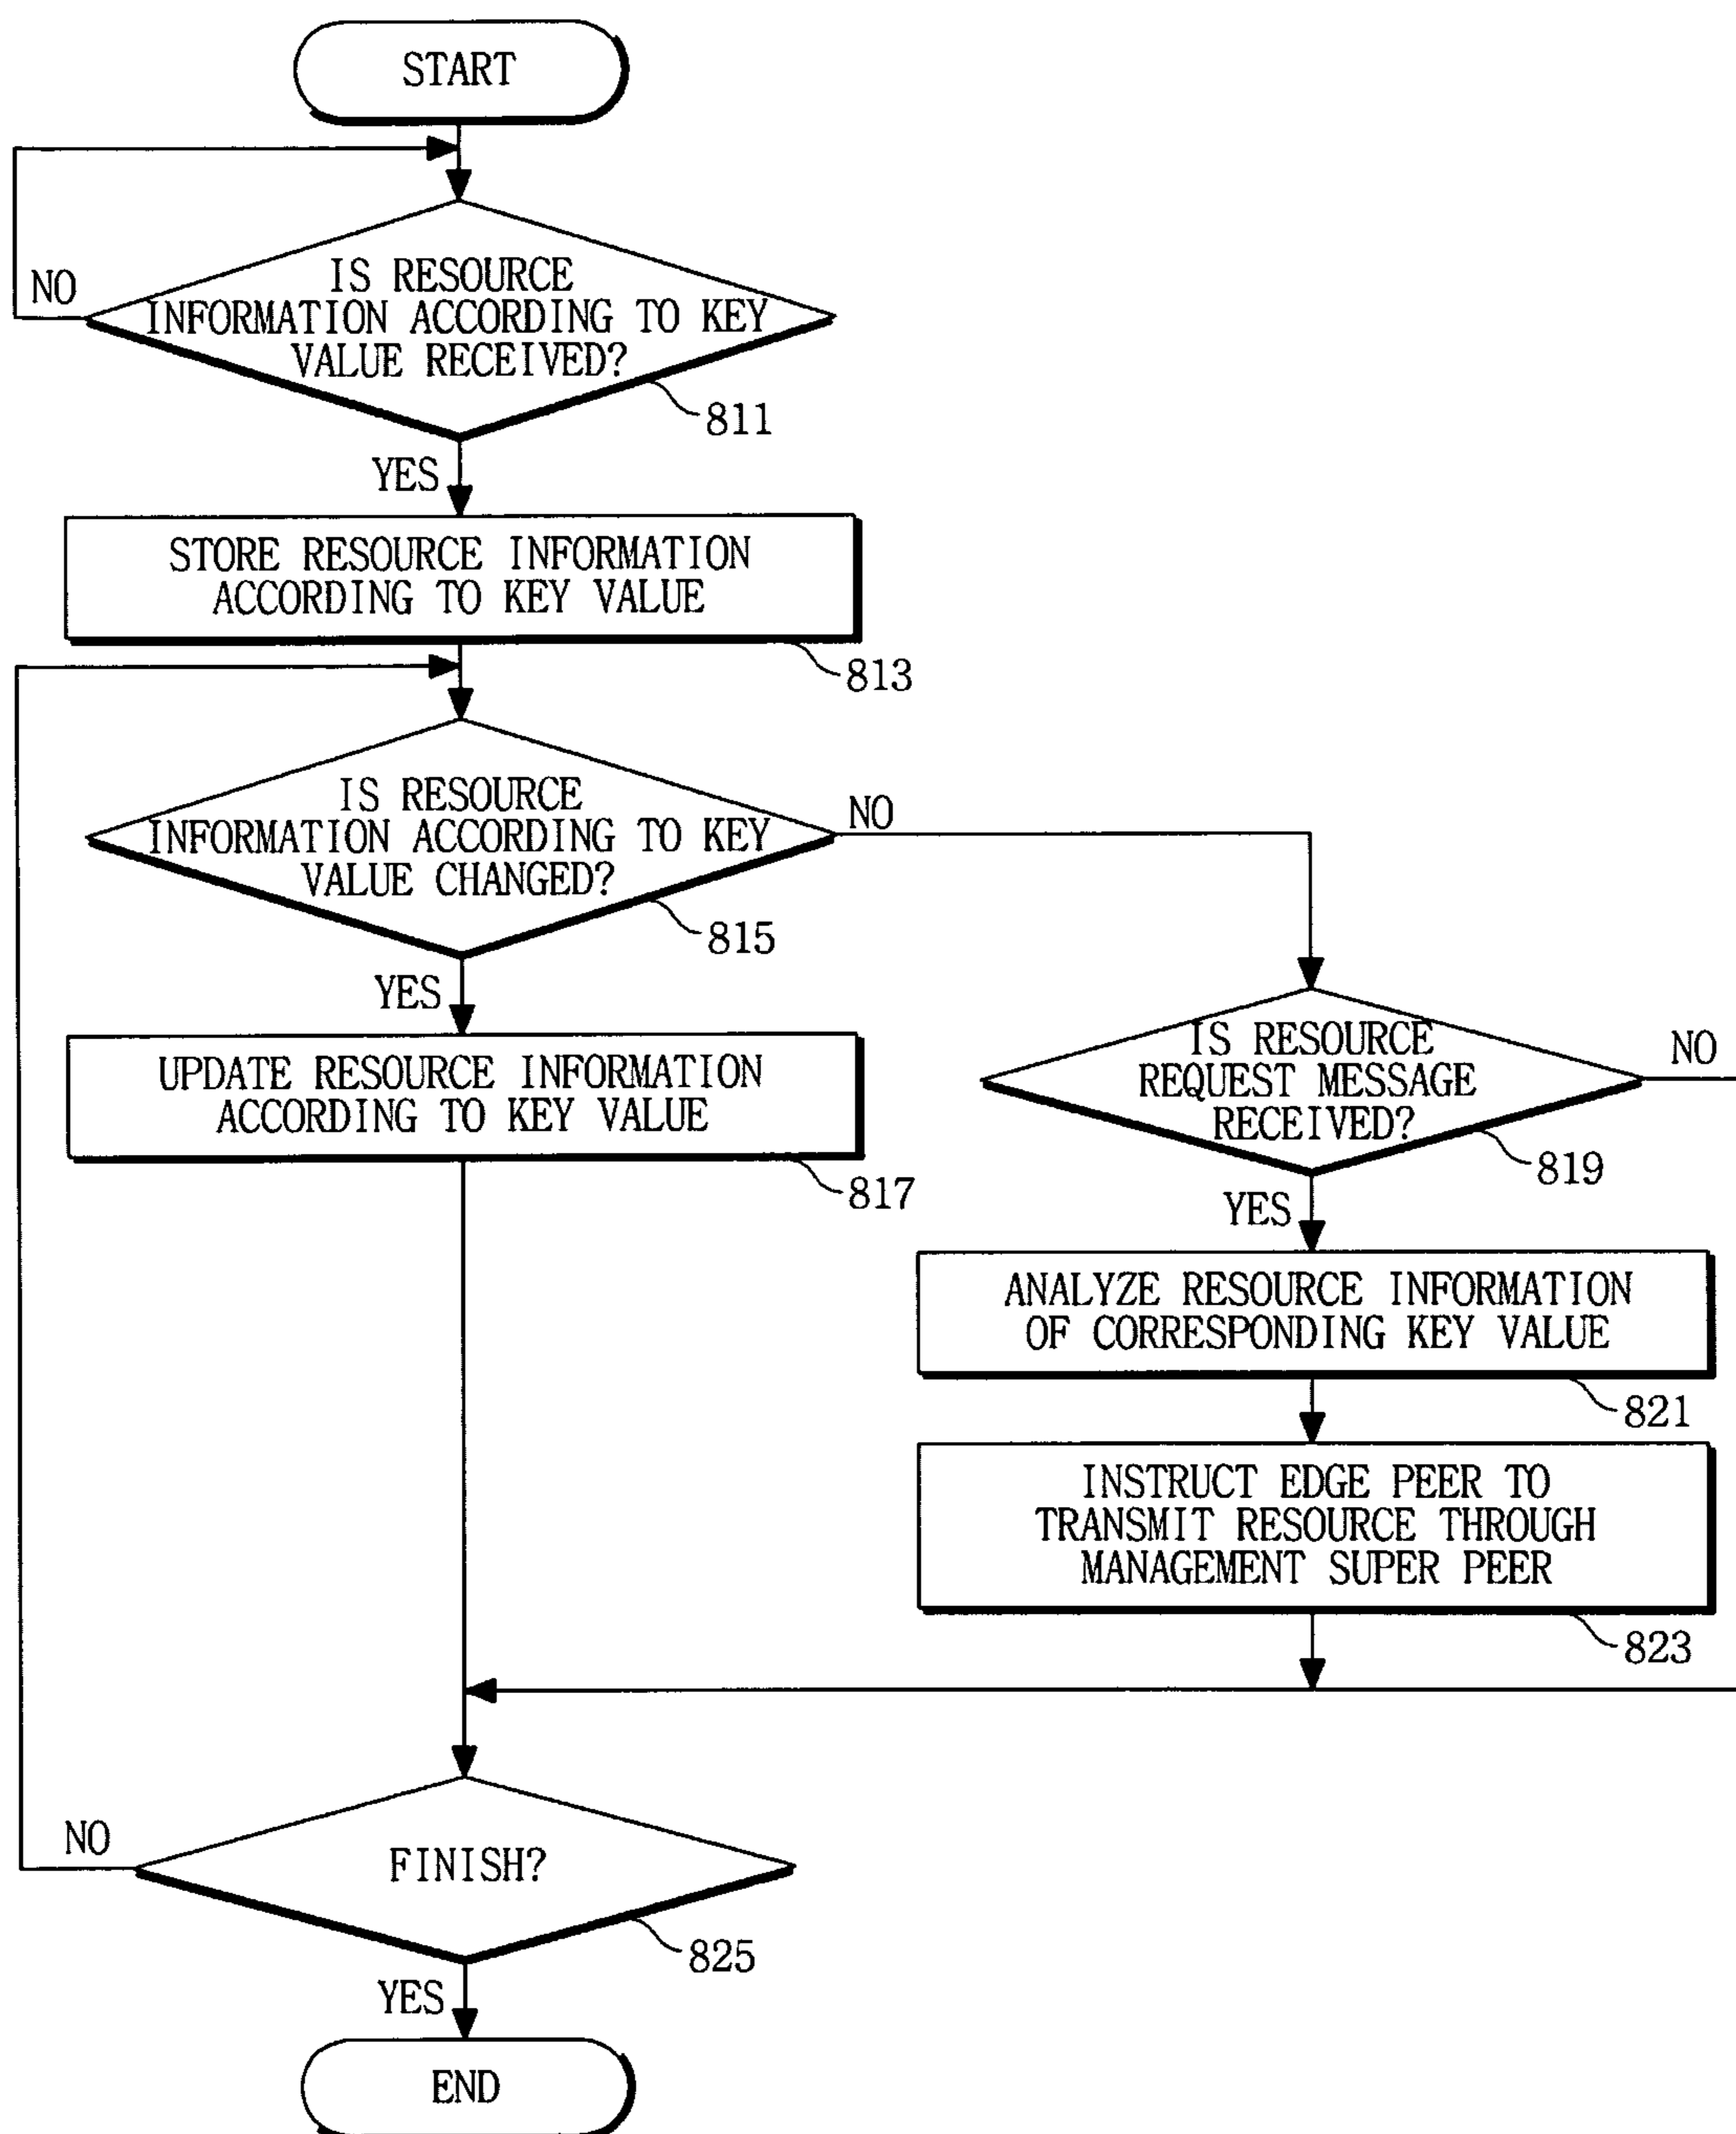 START
NO
IS RESOURCE
INFORMATION ACCORDING TO KEY
VALUE RECEIVED?
811
YES
STORE RESOURCE INFORMATION
ACCORDING TO KEY VALUE
813
IS RESOURCE
INFORMATION ACCORDING TO KEY
VALUE CHANGED?
NO
815
YES
UPDATE RESOURCE INFORMATION
ACCORDING TO KEY VALUE
817
IS RESOURCE
REQUEST MESSAGE
RECEIVED?
NO
819
YES
ANALYZE RESOURCE INFORMATION
OF CORRESPONDING KEY VALUE
821
INSTRUCT EDGE PEER TO
TRANSMIT RESOURCE THROUGH
MANAGEMENT SUPER PEER
823
NO
FINISH?
825
YES
END